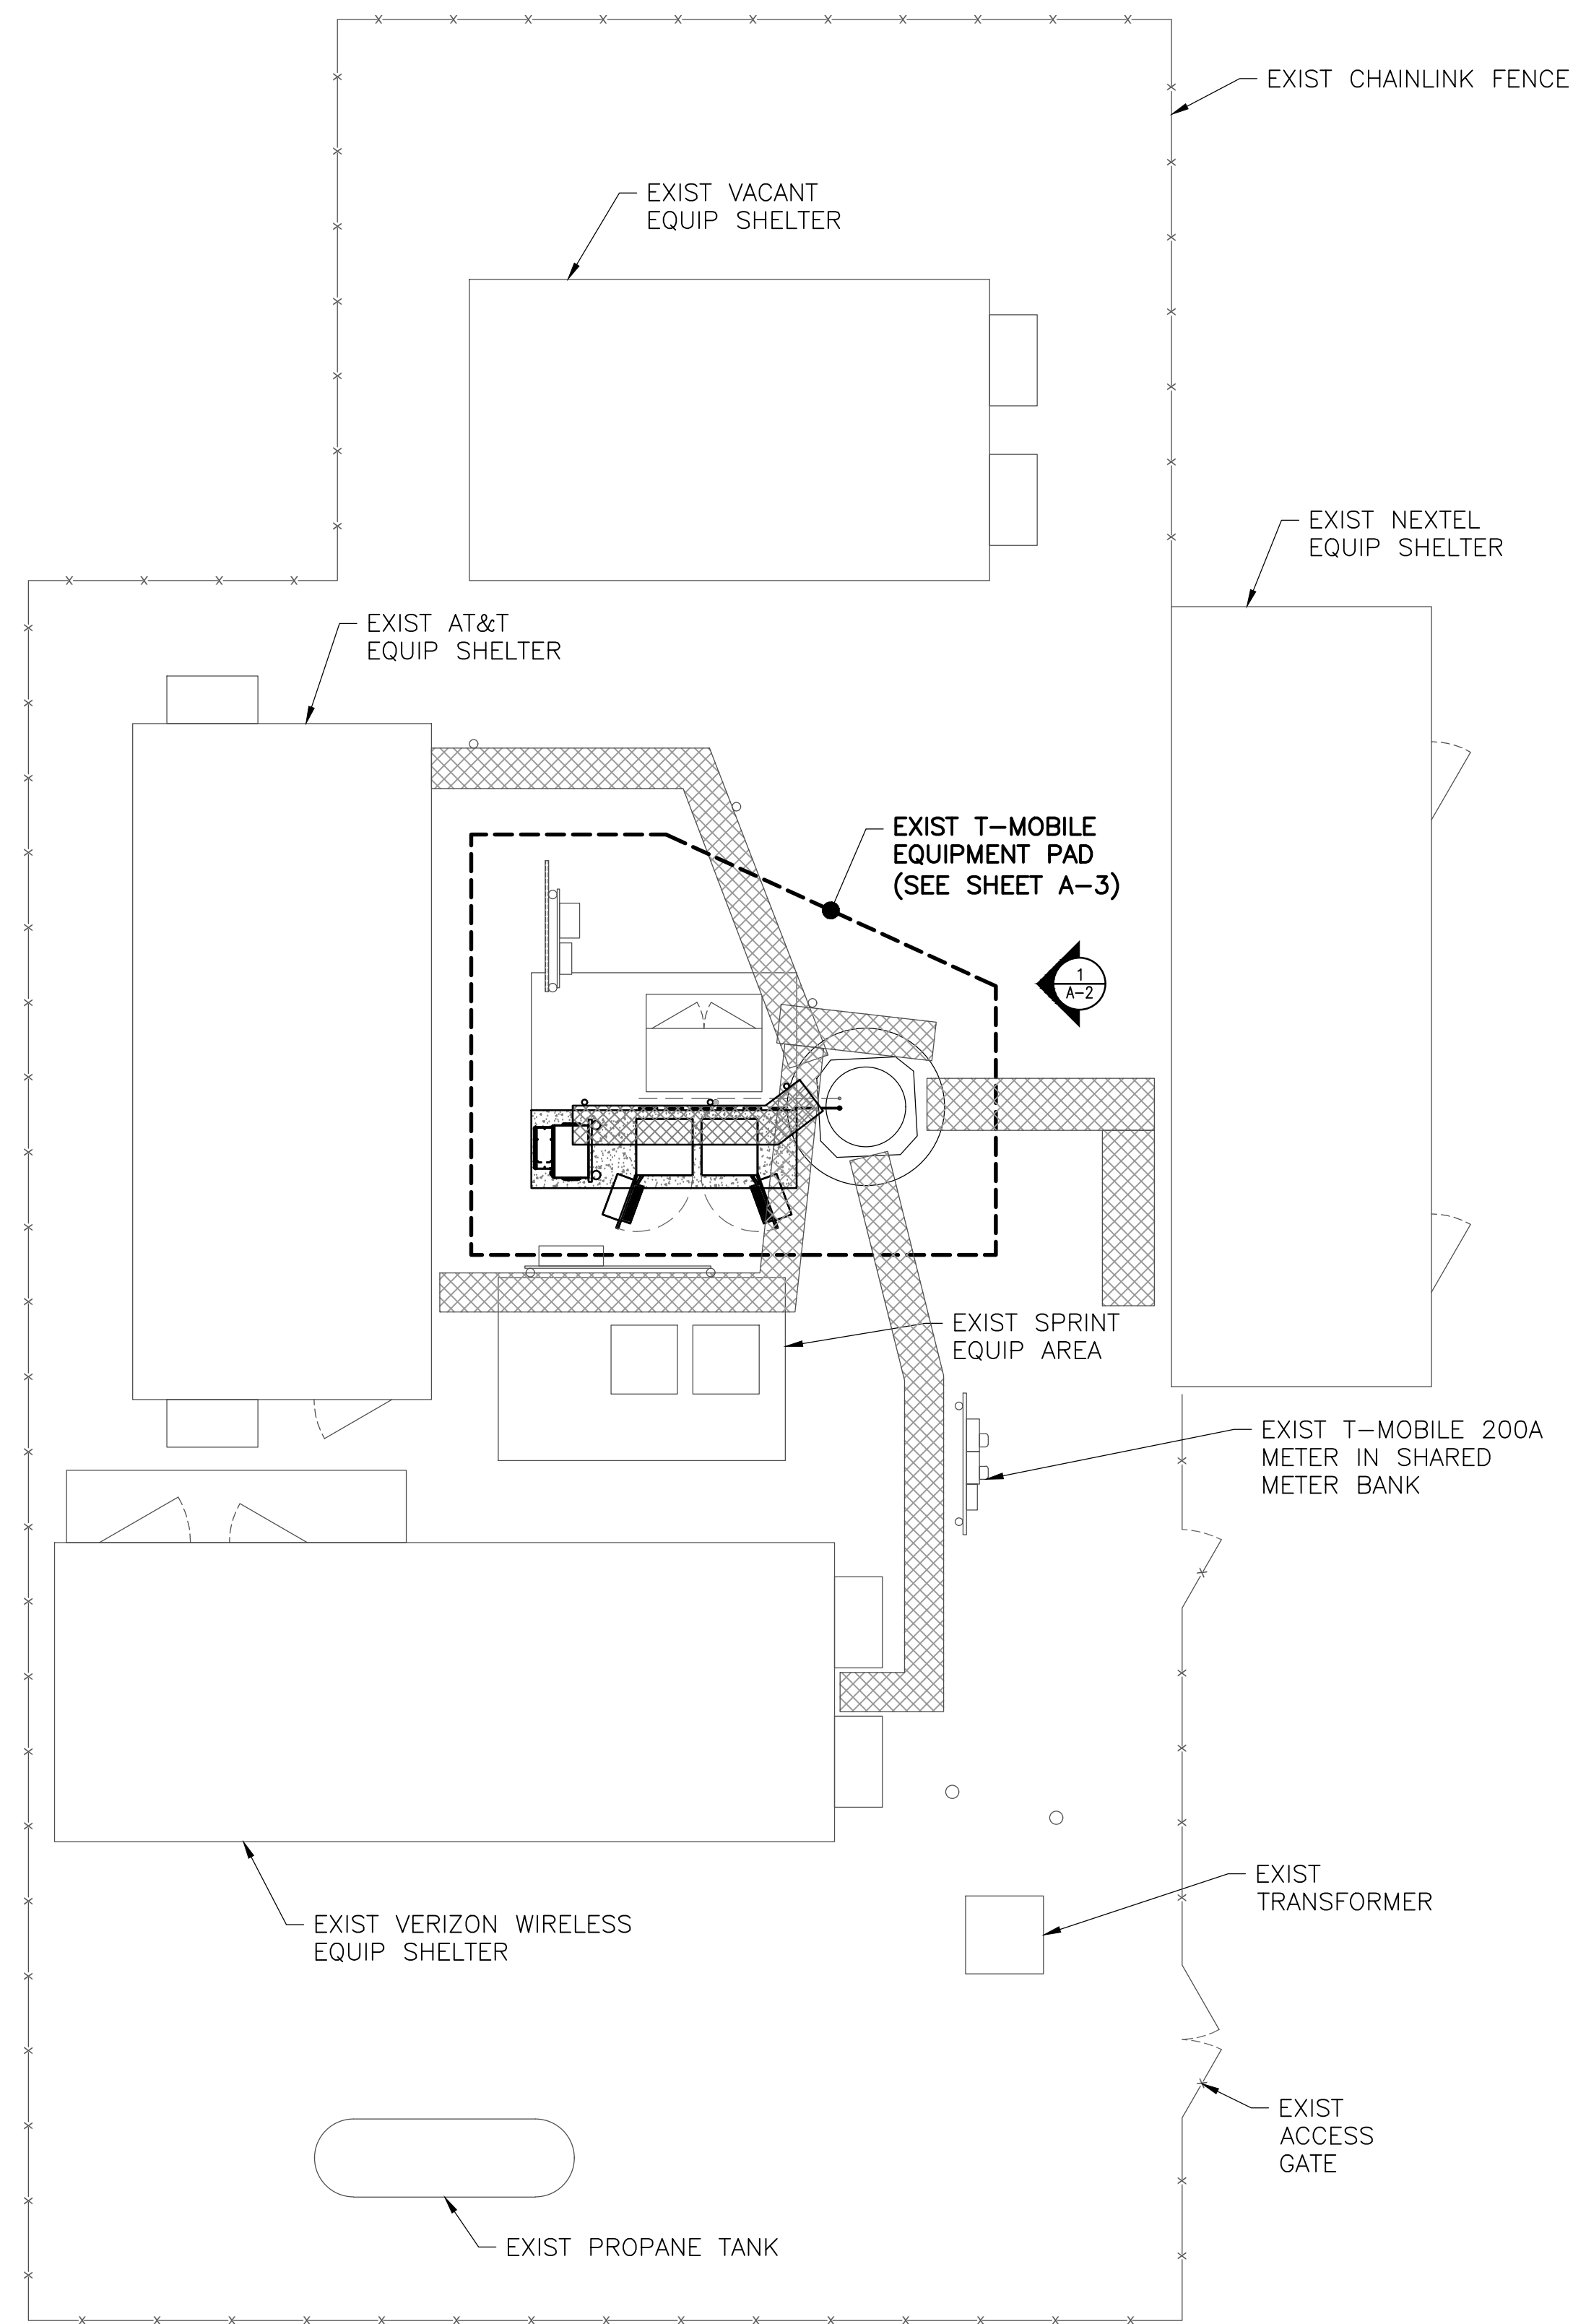 EXIST CHAINLINK FENCE
EXIST VACANT
EQUIP SHELTER
EXIST NEXTEL
EQUIP SHELTER
EXIST AT&T
EQUIP SHELTER
EXIST T-MOBILE
EQUIPMENT PAD
(SEE SHEET A-3)
1
A-2
EXIST SPRINT
EQUIP AREA
EXIST T-MOBILE 200A
METER IN SHARED
METER BANK
EXIST
TRANSFORMER
EXIST VERIZON WIRELESS
EQUIP SHELTER
EXIST
ACCESS
GATE
EXIST PROPANE TANK